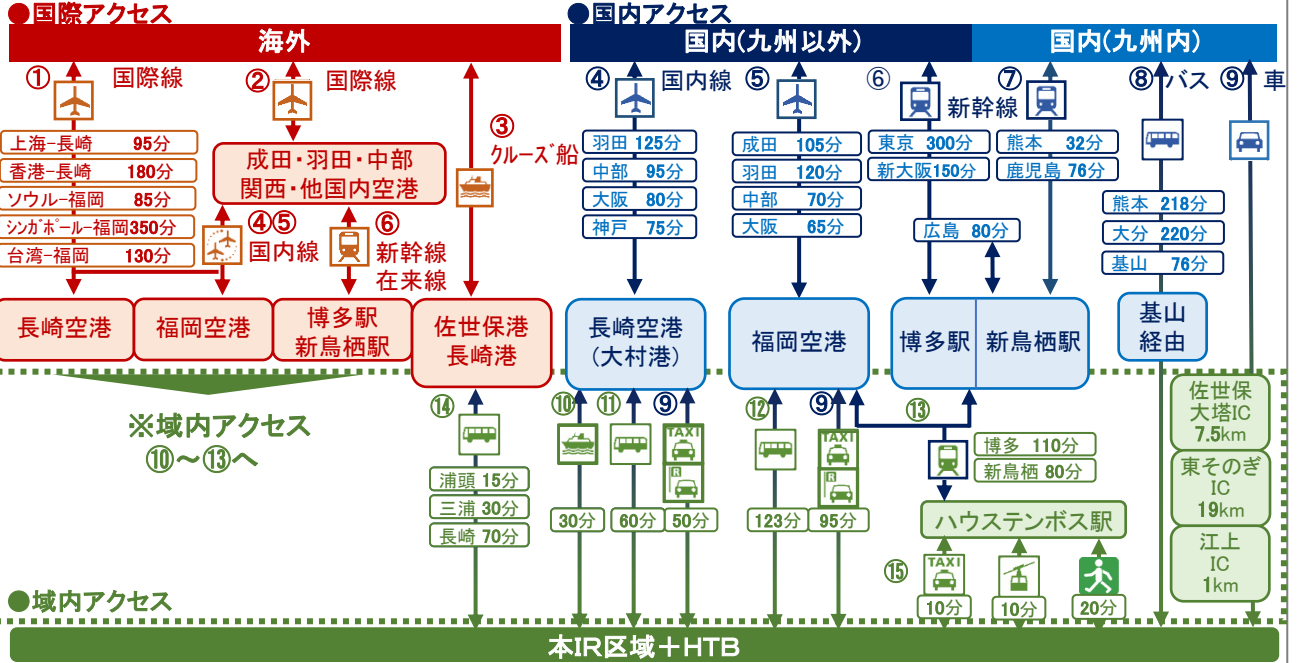 ●国際アクセス
海外
① 国際線
上海−長崎 95分
香港−長崎 180分
ソウル−福岡 85分
シンガポール−福岡350分
台湾−福岡 130分
② 国際線
成田・羽田・中部
関西・他国内空港
④⑤
国内線
⑥
新幹線
在来線
③
クルーズ船
長崎空港
福岡空港
博多駅
新鳥栖駅
佐世保港
長崎港
●国内アクセス
国内(九州以外)
国内(九州内)
④ 国内線
羽田 125分
中部 95分
大阪 80分
神戸 75分
⑤
成田 105分
羽田 120分
中部 70分
大阪 65分
⑥
新幹線
東京 300分
新大阪150分
広島 80分
⑦
熊本 32分
鹿児島 76分
⑧バス
熊本 218分
大分 220分
基山 76分
⑨ 車
長崎空港
(大村港)
福岡空港
博多駅
新鳥栖駅
基山
経由
※域内アクセス
⑩～⑬へ
⑭
浦頭 15分
三浦 30分
長崎 70分
⑩
30分
⑪
60分
⑨
TAXI
R
50分
⑫
123分
⑨
TAXI
R
95分
⑬
博多 110分
新鳥栖 80分
ハウステンボス駅
⑮
TAXI
10分
10分
20分
佐世保
大塔IC
7.5km
東そのぎ
IC
19km
江上
IC
1km
●域内アクセス
本IR区域＋HTB